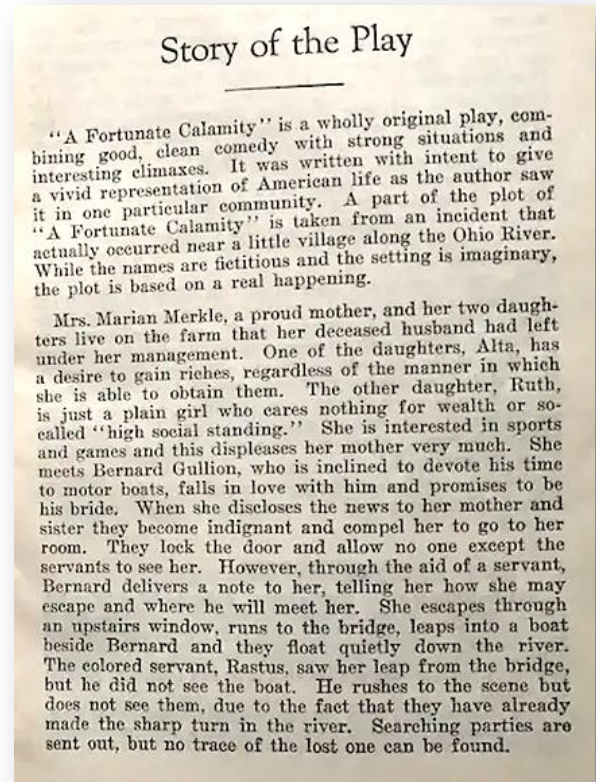 Story of the Play
"A Fortunate Calamity" is a wholly original play, com-
bining good, clean comedy with strong situations and
interesting climaxes. It was written with intent to give
a vivid representation of American life as the author saw
it in one particular community. A part of the plot of
"A Fortunate Calamity" is taken from an incident that
actually occurred near a little village along the Ohio River.
While the names are fictitious and the setting is imaginary,
the plot is based on a real happening.
Mrs. Marian Merkle, a proud mother, and her two daugh-
ters live on the farm that her deceased husband had left
under her management. One of the daughters, Alta, has
a desire to gain riches, regardless of the manner in which
she is able to obtain them. The other daughter, Ruth,
is just a plain girl who cares nothing for wealth or so-
called "high social standing." She is interested in sports
and games and this displeases her mother very much. She
meets Bernard Gullion, who is inclined to devote his time
to motor boats, falls in love with him and promises to be
his bride. When she discloses the news to her mother and
sister they become indignant and compel her to go to her
room. They lock the door and allow no one except the
servants to see her. However, through the aid of a servant,
Bernard delivers a note to her, telling her how she may
escape and where he will meet her. She escapes through
an upstairs window, runs to the bridge, leaps into a boat
beside Bernard and they float quietly down the river.
The colored servant, Rastus, saw her leap from the bridge,
but he did not see the boat. He rushes to the scene but
does not see them, due to the fact that they have already
made the sharp turn in the river. Searching parties are
sent out, but no trace of the lost one can be found.